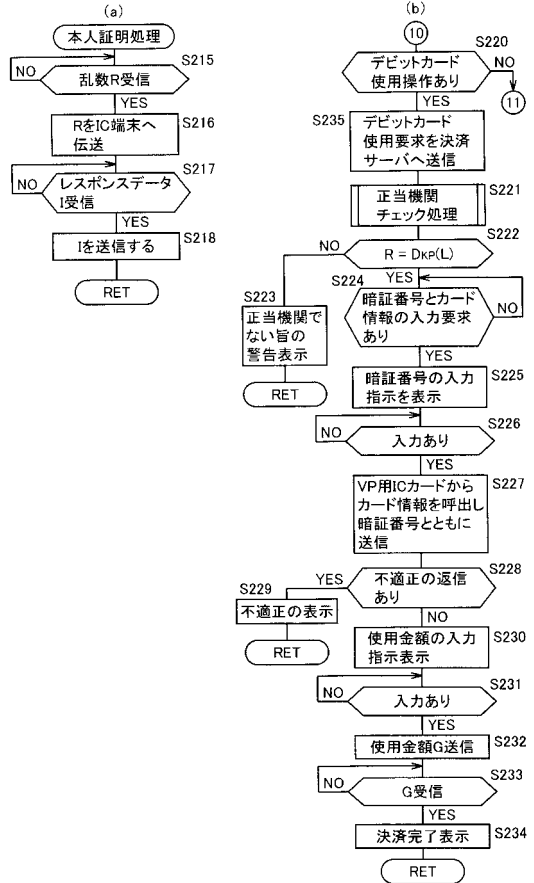 (a)
本人証明処理
S215
NO
乱数R受信
YES
S216
RをIC端末へ
伝送
S217
NO
レスポンスデータ
I受信
YES
S218
Iを送信する
RET
(b)
10
S220
デビットカード
使用操作あり
NO
11
YES
S235
デビットカード
使用要求を決済
サーバへ送信
S221
正当機関
チェック処理
S222
NO
R = DKP(L)
YES
S223
正当機関で
ない旨の
警告表示
RET
S224
暗証番号とカード
情報の入力要求
あり
NO
YES
S225
暗証番号の入力
指示を表示
S226
NO
入力あり
YES
S227
VP用ICカードから
カード情報を呼出し
暗証番号とともに
送信
S228
YES
不適正の返信
あり
S229
不適正の表示
RET
NO
S230
使用金額の入力
指示表示
S231
NO
入力あり
YES
S232
使用金額G送信
S233
NO
G受信
YES
S234
決済完了表示
RET